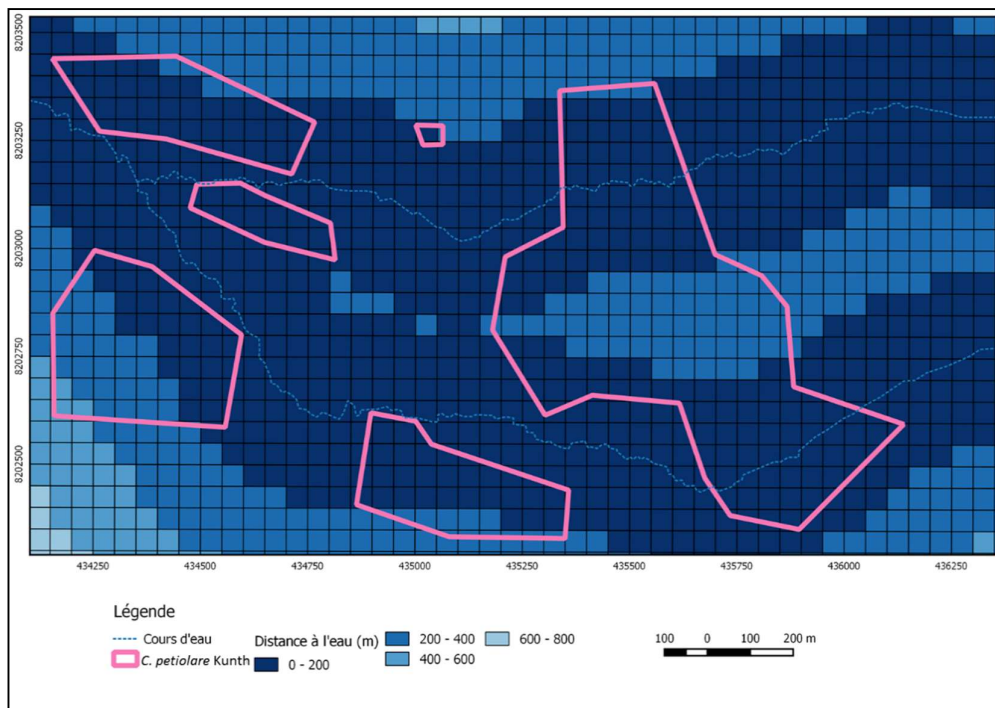 8203500
8203250
8203000
8202750
8202500
434250 434500 434750 435000 435250 435500 435750 436000 436250
Légende
Cours d'eau
C. petiolare Kunth
Distance à l'eau (m)
0 - 200
200 - 400
400 - 600
600 - 800
100 0 100 200 m